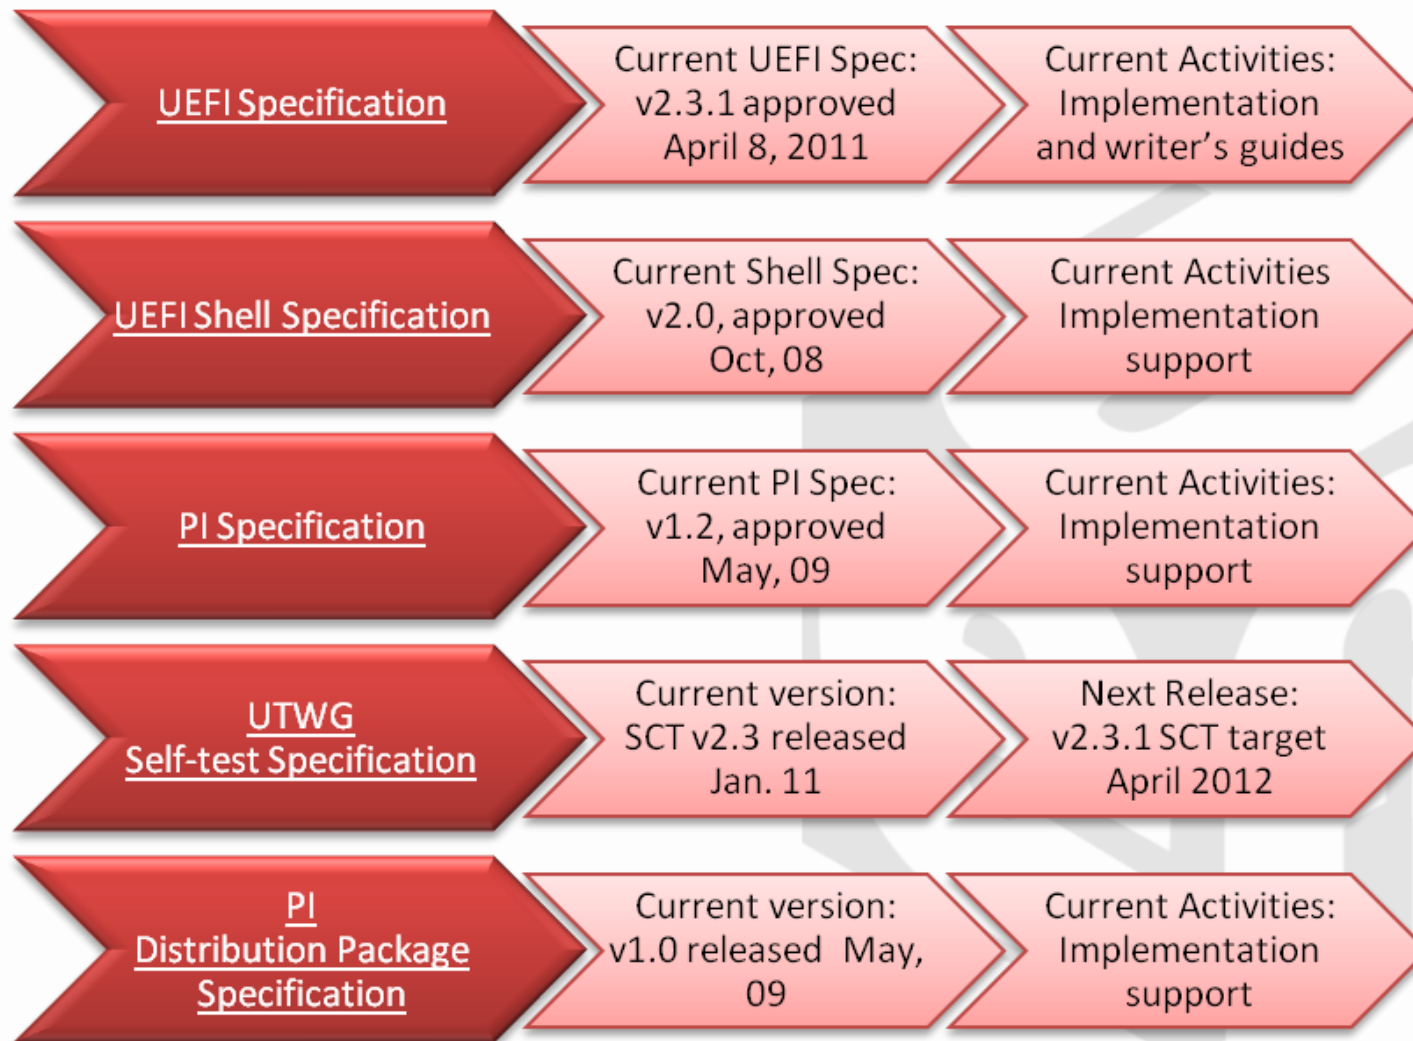 UEFI Specification
Current UEFI Spec:
v2.3.1 approved
April 8, 2011
Current Activities:
Implementation
and writer’s guides
UEFI Shell Specification
Current Shell Spec:
v2.0, approved
Oct, 08
Current Activities
Implementation
support
PI Specification
Current PI Spec:
v1.2, approved
May, 09
Current Activities:
Implementation
support
UTWG
Self-test Specification
Current version:
SCT v2.3 released
Jan. 11
Next Release:
v2.3.1 SCT target
April 2012
PI
Distribution Package
Specification
Current version:
v1.0 released May,
09
Current Activities:
Implementation
support